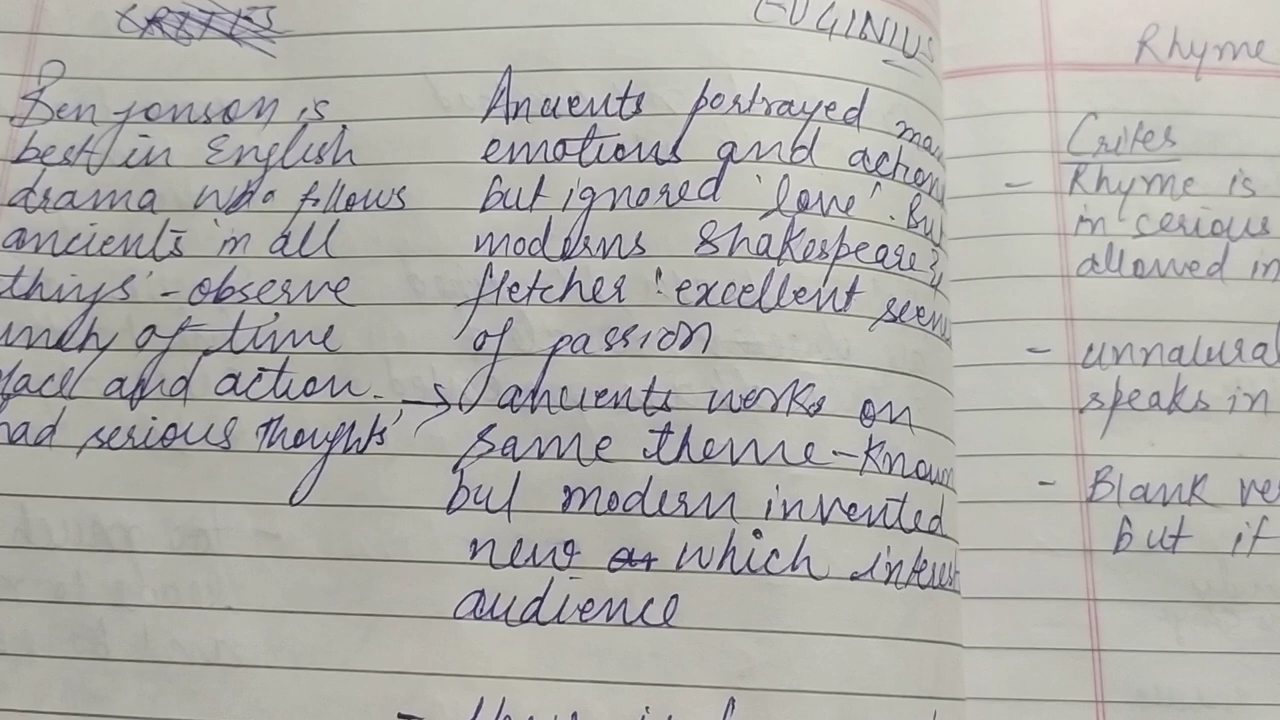 EUGINIUS
Ben jonson is
best in English
drama who follows
ancients in all
things' - observe
of time
and action.
serious thoughts'
Ancients portrayed
emotions and action
but ignored 'love'. But
moderns Shakespeare &
fletcher 'excellent
of passion
→ ancients works on
same theme - known
but modern invented
new which interest
audience
Rhyme
Crites
- Rhyme is
in serious
allowed in
- unnatural
speaks in
- Blank
but if